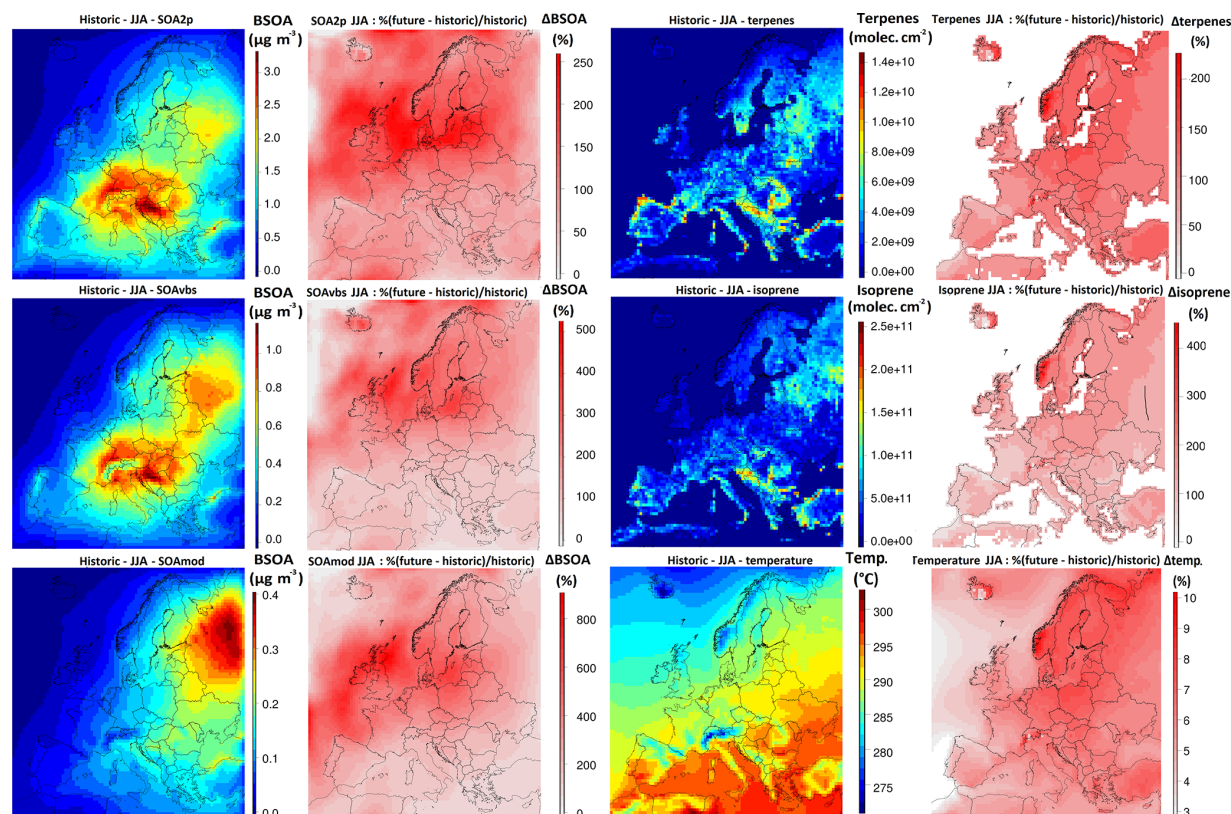 Historic - JJA - SOA2p
BSOA
(µg m⁻³)
3.0
2.5
2.0
1.5
1.0
0.5
0.0
SOA2p JJA : %(future - historic)/historic)
ΔBSOA
(%)
250
200
150
100
50
0
Historic - JJA - terpenes
Terpenes
(molec. cm⁻²)
1.4e+10
1.2e+10
1.0e+10
8.0e+09
6.0e+09
4.0e+09
2.0e+09
0.0e+00
Terpenes JJA : %(future - historic)/historic)
Δterpenes
(%)
200
150
100
50
0
Historic - JJA - SOAvbs
BSOA
(µg m⁻³)
1.0
0.8
0.6
0.4
0.2
0.0
SOAvbs JJA : %(future - historic)/historic)
ΔBSOA
(%)
500
400
300
200
100
0
Historic - JJA - isoprene
Isoprene
(molec. cm⁻²)
2.5e+11
2.0e+11
1.5e+11
1.0e+11
5.0e+11
0.0e+00
Isoprene JJA : %(future - historic)/historic)
Δisoprene
(%)
400
300
200
100
0
Historic - JJA - SOAmod
BSOA
(µg m⁻³)
0.4
0.3
0.2
0.1
0.0
SOAmod JJA : %(future - historic)/historic)
ΔBSOA
(%)
800
600
400
200
0
Historic - JJA - temperature
Temp.
(°C)
300
295
290
285
280
275
Temperature JJA : %(future - historic)/historic)
Δtemp.
(%)
10
9
8
7
6
5
4
3